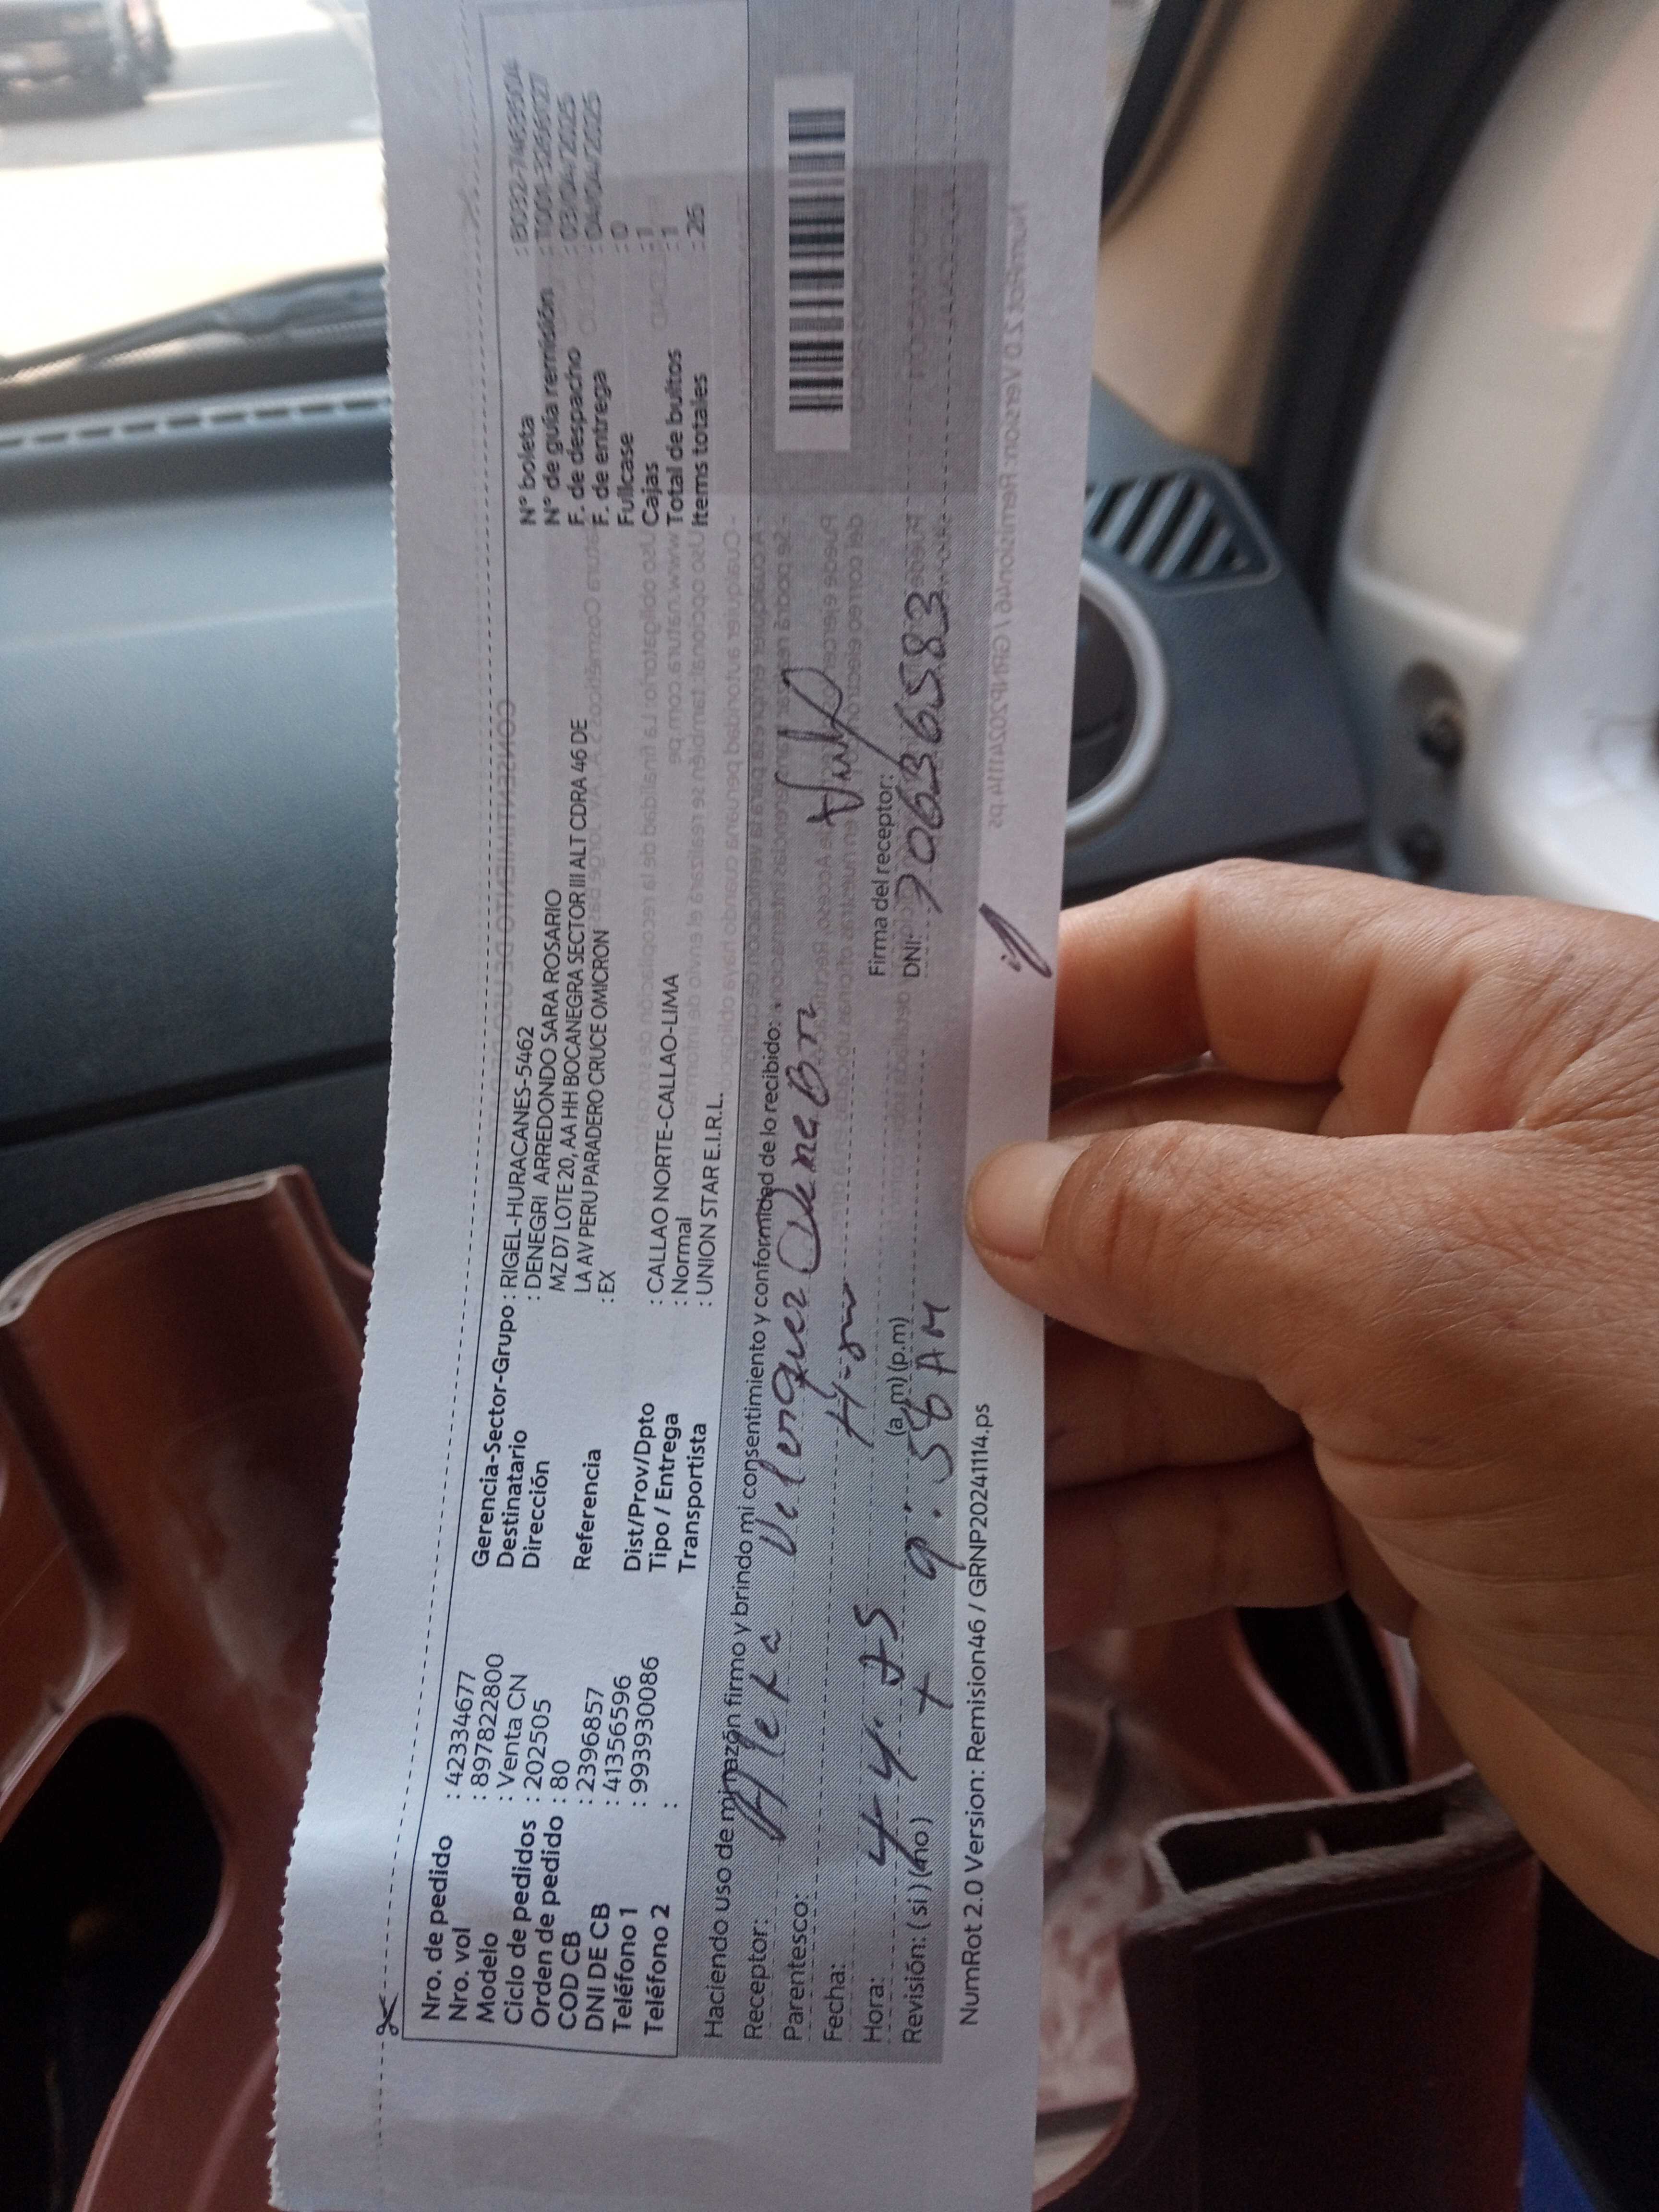 Nro. de pedido : 42334677
Nro. vol : 897822800
Modelo : Venta CN
Ciclo de pedidos : 202505
Orden de pedido : 80
COD CB : 2396857
DNI DE CB : 41356596
Teléfono 1 : 993930086
Teléfono 2 :
Gerencia-Sector-Grupo : RIGEL-HURACANES-5462
Destinatario : DENEGRI ARREDONDO SARA ROSARIO
Dirección MZ D7 LOTE 20, AA HH BOCANEGRA SECTOR III ALT CDRA 46 DE
LA AV PERU PARADERO CRUCE OMICRON
Referencia : EX
Dist/Prov/Dpto : CALLAO NORTE-CALLAO-LIMA
Tipo / Entrega : Normal
Transportista : UNION STAR E.I.R.L.
N° boleta
N° de guía remisión
F. de despacho : 03/04/2025
F. de entrega : 04/04/2025
Fullcase : 0
Cajas : 1
Total de bultos : 1
Items totales : 26
Haciendo uso de mi razón firmo y brindo mi consentimiento y conformidad de lo recibido:
Receptor:
Parentesco:
Fecha: 4 4 25
Hora: 9:58 AM (a.m) (p.m)
Revisión: (si) (no)
Firma del receptor:
DNI: 70636583
NumRot 2.0 Version: Remision46 / GRNP20241114.ps